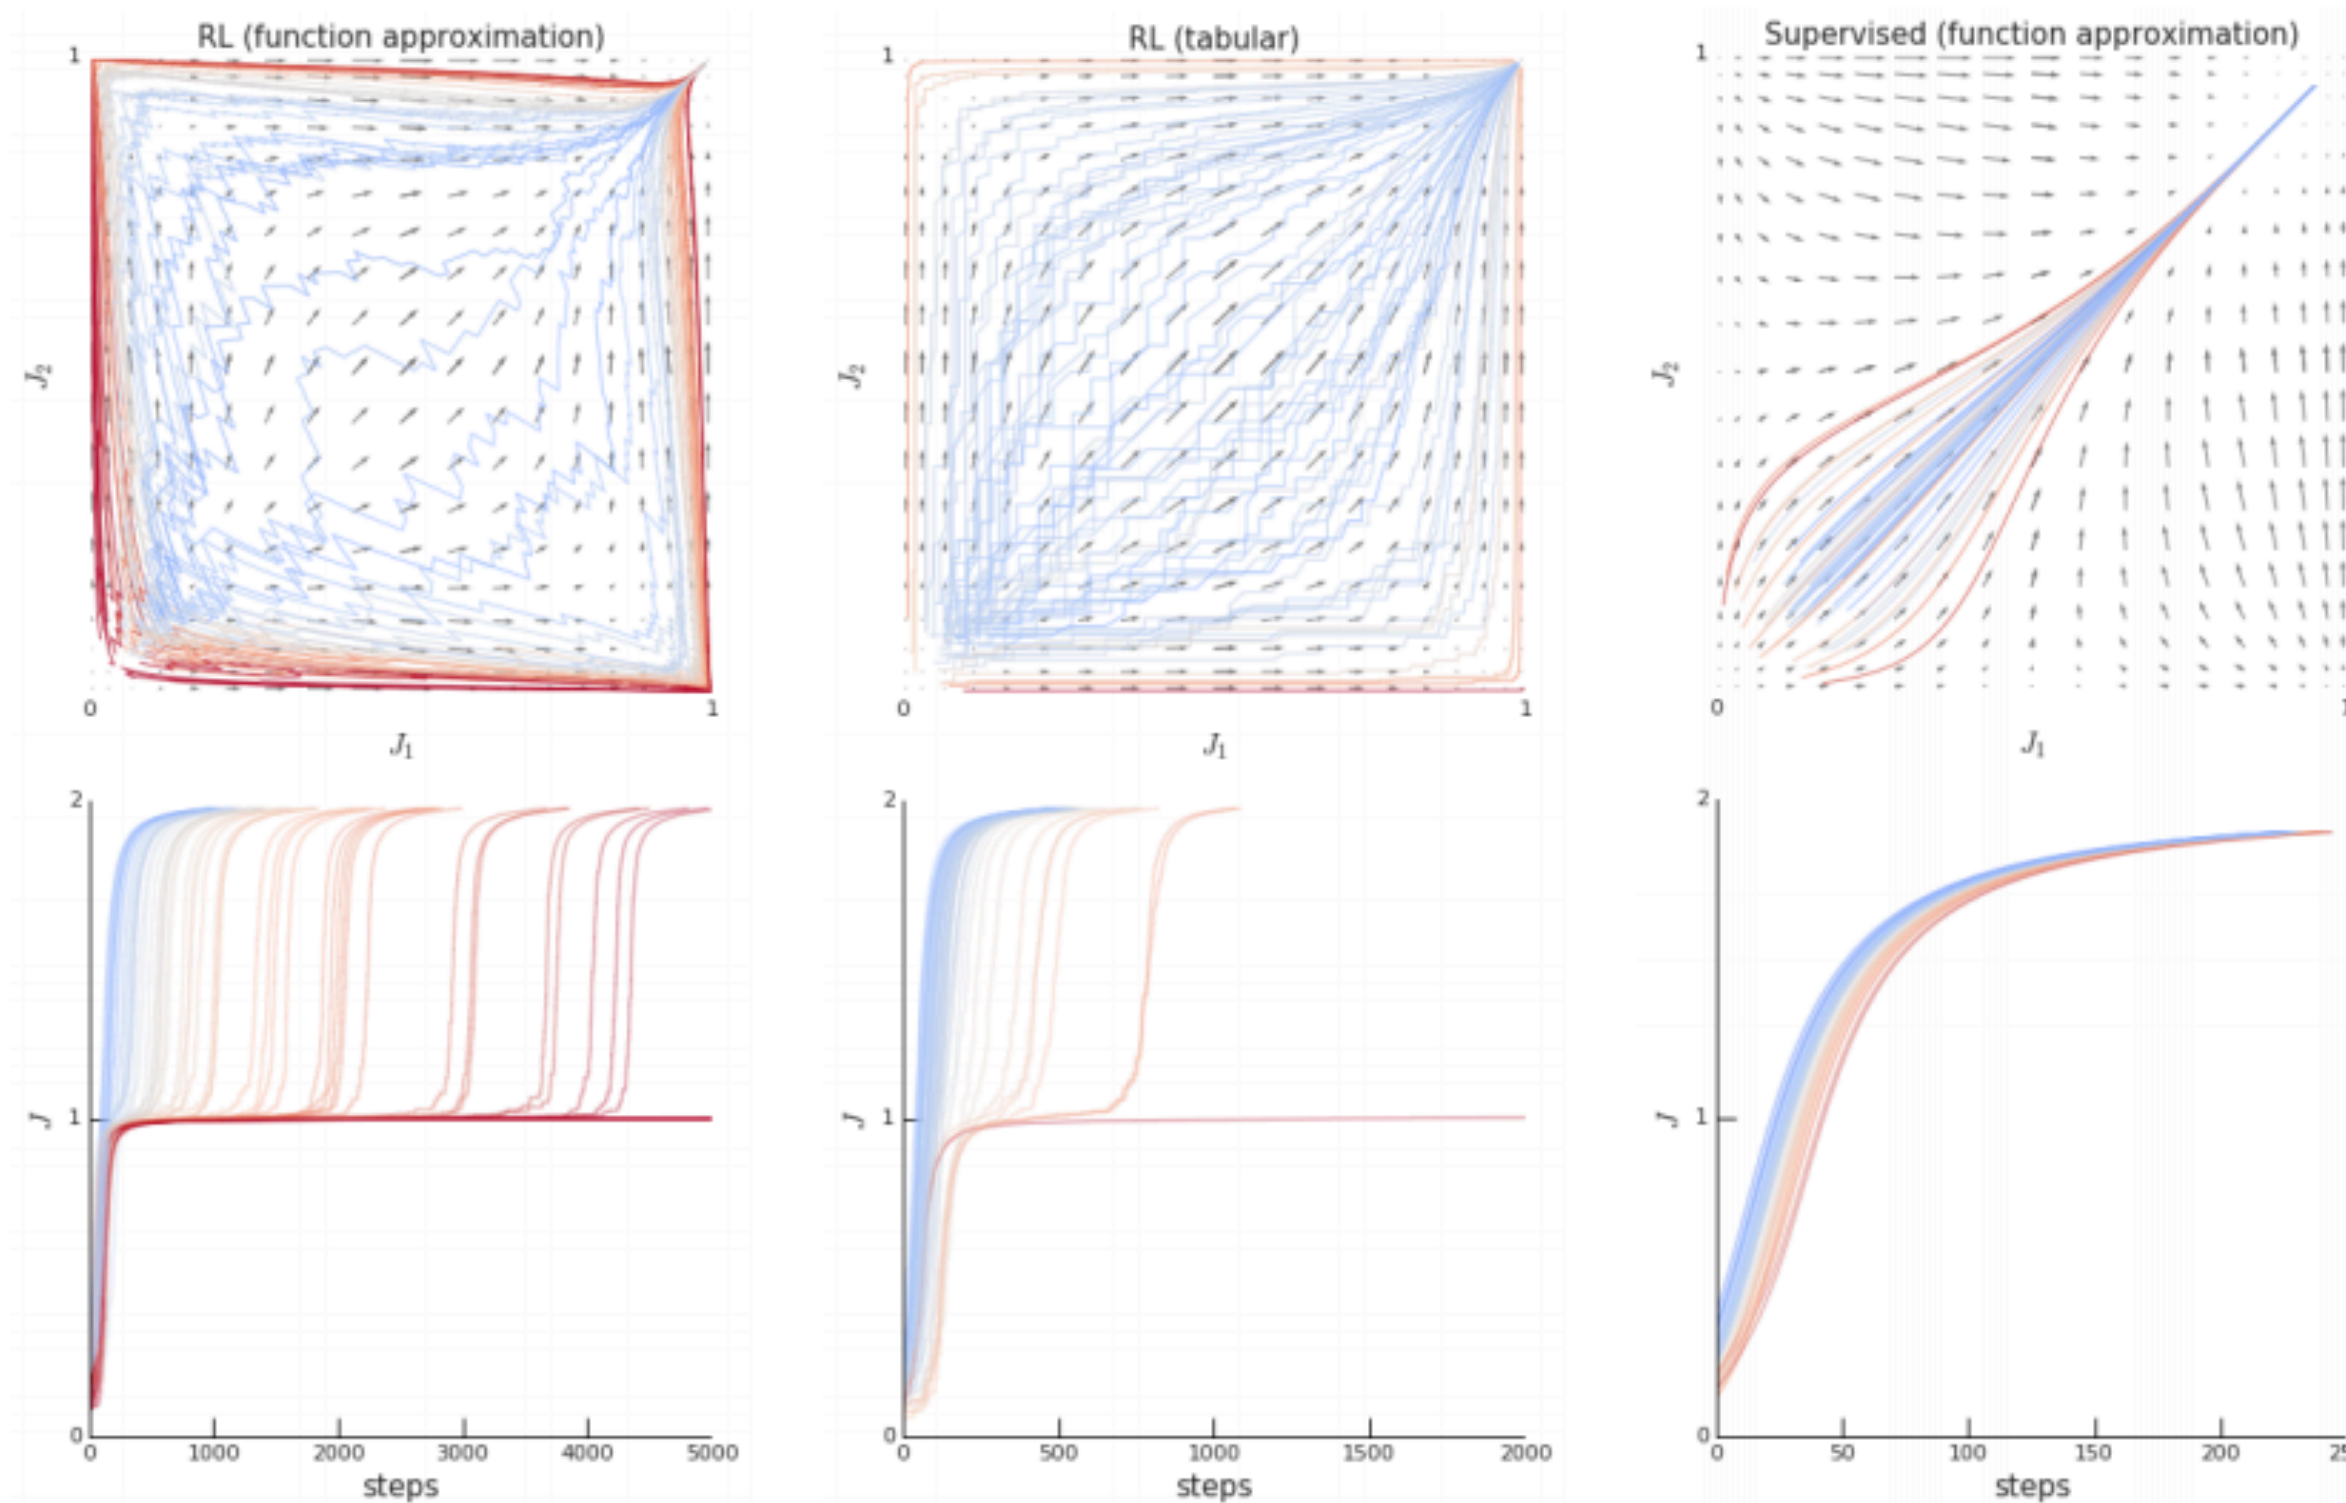 RL (function approximation)
1
J₂
0
1
J₁
RL (tabular)
1
J₂
0
1
J₁
Supervised (function approximation)
1
J₂
0
1
J₁
2
J
1
0
0
1000
2000
3000
4000
5000
steps
2
J
1
0
0
500
1000
1500
2000
steps
2
J
1
0
0
50
100
150
200
steps